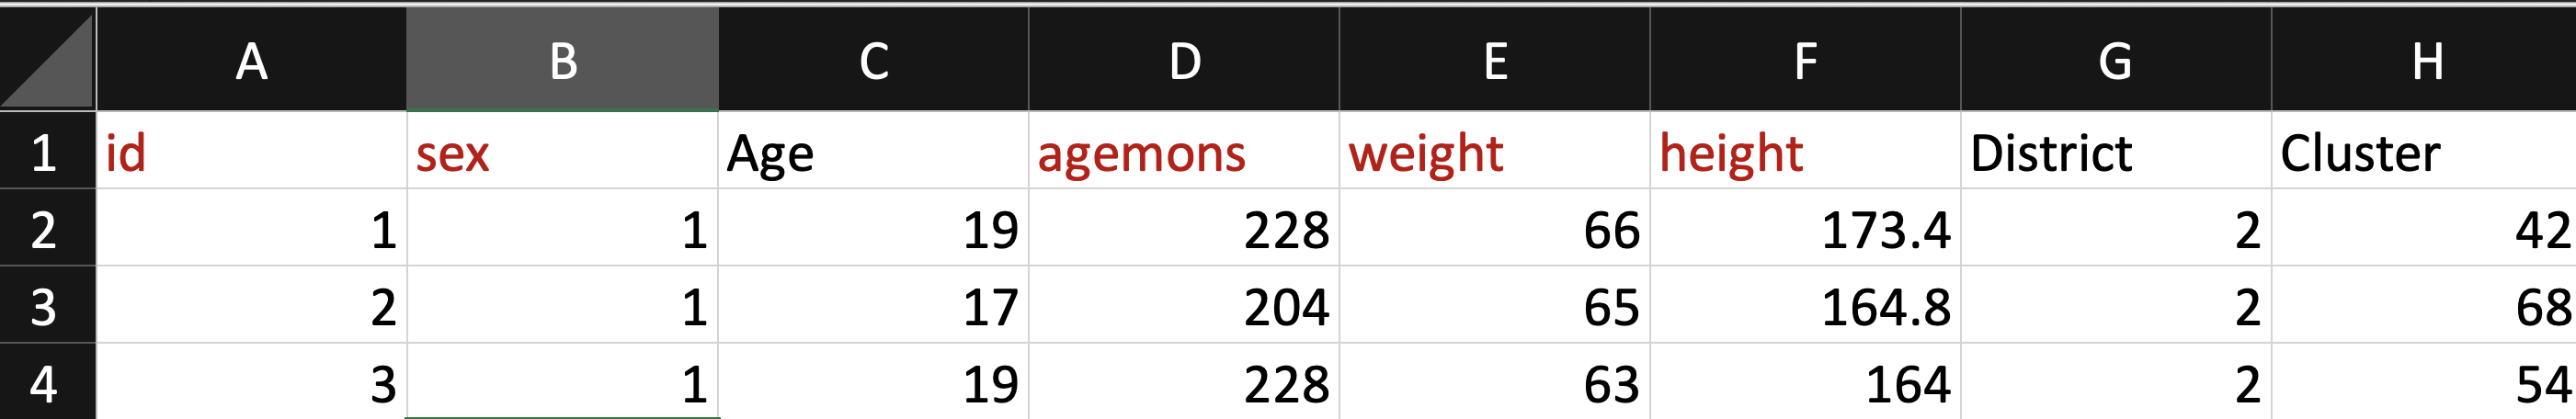 A B C D E F G H
1 id sex Age agemons weight height District Cluster
2 1 1 19 228 66 173.4 2 42
3 2 1 17 204 65 164.8 2 68
4 3 1 19 228 63 164 2 54